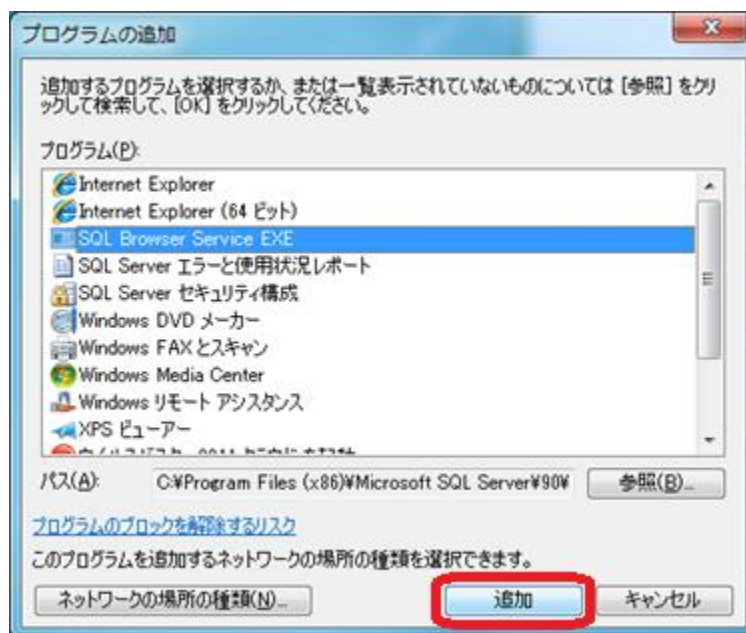 プログラムの追加
追加するプログラムを選択するか、または一覧表示されていないものについては [参照] をクリ
ックして検索して、[OK] をクリックしてください。
プログラム(P):
Internet Explorer
Internet Explorer (64 ビット)
SQL Browser Service EXE
SQL Server エラーと使用状況レポート
SQL Server セキュリティ構成
Windows DVD メーカー
Windows FAX とスキャン
Windows Media Center
Windows リモート アシスタンス
XPS ビューアー
パス(A): C:¥Program Files (x86)¥Microsoft SQL Server¥90¥ 参照(B)...
プログラムのブロックを解除するリスク
このプログラムを追加するネットワークの場所の種類を選択できます。
ネットワークの場所の種類(N)... 追加 キャンセル